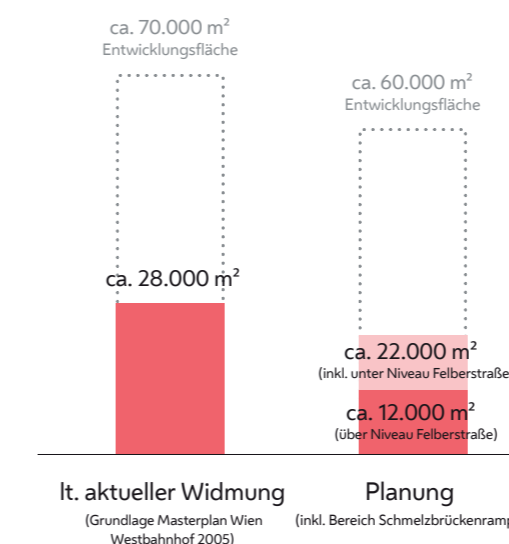 ca. 70.000 m²
Entwicklungsfläche
ca. 60.000 m²
Entwicklungsfläche
ca. 28.000 m²
ca. 22.000 m²
(inkl. unter Niveau Felberstraße
ca. 12.000 m²
(über Niveau Felberstraße)
lt. aktueller Widmung
(Grundlage Masterplan Wien
Westbahnhof 2005)
Planung
(inkl. Bereich Schmelzbrückenramp